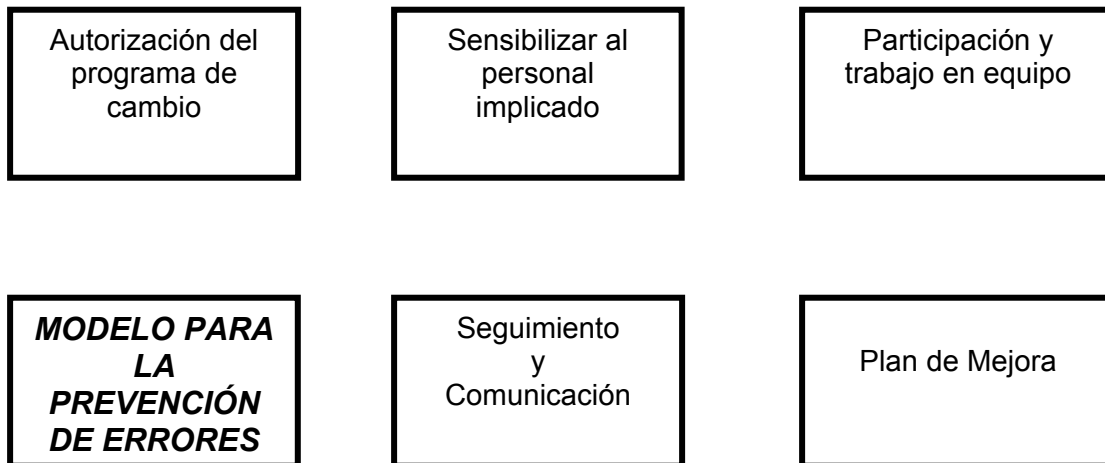 Autorización del
programa de
cambio
Sensibilizar al
personal
implicado
Participación y
trabajo en equipo
MODELO PARA
LA
PREVENCIÓN
DE ERRORES
Seguimiento
y
Comunicación
Plan de Mejora